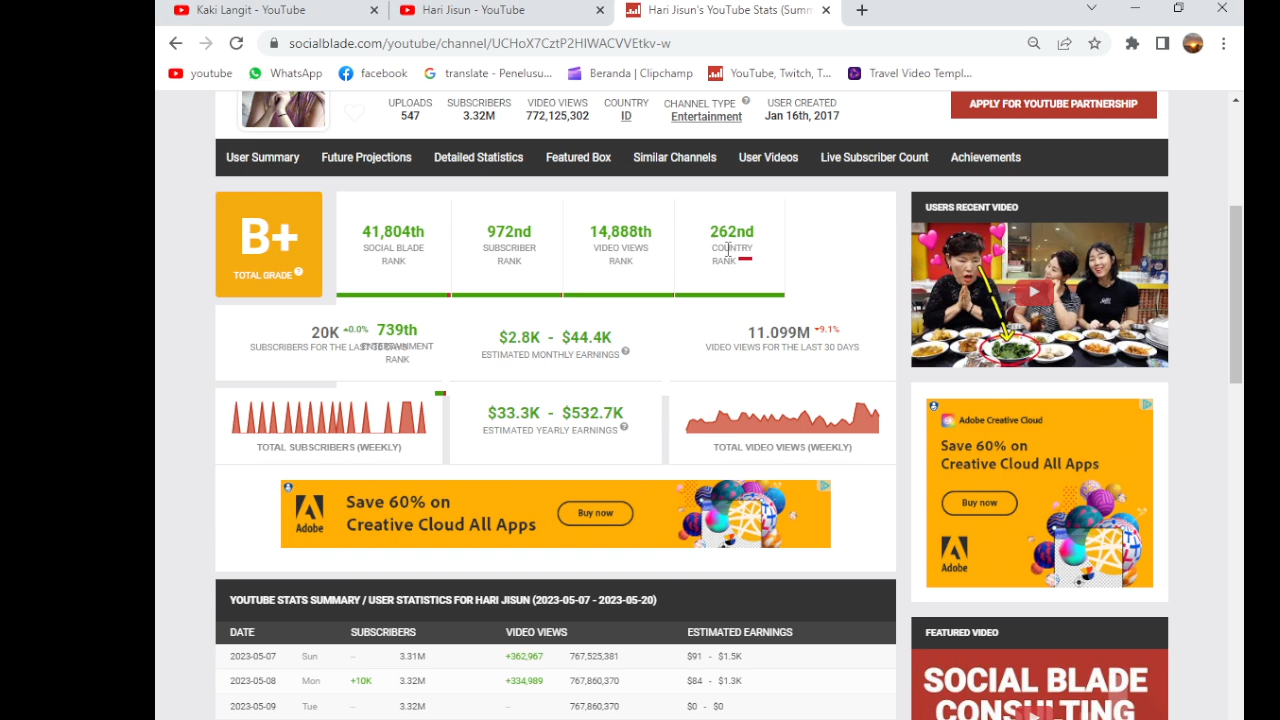 Kaki Langit - YouTube
Hari Jisun - YouTube
Hari Jisun's YouTube Stats (Summ
socialblade.com/youtube/channel/UCHoX7CztP2HIWACVVEtkv-w
youtube
WhatsApp
facebook
translate - Penelusu...
Beranda | Clipchamp
YouTube, Twitch, T...
Travel Video Templ...
UPLOADS
547
SUBSCRIBERS
3.32M
VIDEO VIEWS
772,125,302
COUNTRY
ID
CHANNEL TYPE
Entertainment
USER CREATED
Jan 16th, 2017
APPLY FOR YOUTUBE PARTNERSHIP
User Summary
Future Projections
Detailed Statistics
Featured Box
Similar Channels
User Videos
Live Subscriber Count
Achievements
B+
TOTAL GRADE
41,804th
SOCIAL BLADE
RANK
972nd
SUBSCRIBER
RANK
14,888th
VIDEO VIEWS
RANK
262nd
COUNTRY
RANK
20K +0.0%
SUBSCRIBERS FOR THE LAST 30 DAYS
739th
ENTERTAINMENT
RANK
$2.8K - $44.4K
ESTIMATED MONTHLY EARNINGS
11.099M -9.1%
VIDEO VIEWS FOR THE LAST 30 DAYS
TOTAL SUBSCRIBERS (WEEKLY)
$33.3K - $532.7K
ESTIMATED YEARLY EARNINGS
TOTAL VIDEO VIEWS (WEEKLY)
Adobe
Save 60% on
Creative Cloud All Apps
Buy now
YOUTUBE STATS SUMMARY / USER STATISTICS FOR HARI JISUN (2023-05-07 - 2023-05-20)
DATE SUBSCRIBERS VIDEO VIEWS ESTIMATED EARNINGS
2023-05-07 Sun -- 3.31M +362,967 767,525,381 $91 - $1.5K
2023-05-08 Mon +10K 3.32M +334,989 767,860,370 $84 - $1.3K
2023-05-09 Tue -- 3.32M -- 767,860,370 $0 - $0
USERS RECENT VIDEO
Adobe Creative Cloud
Save 60% on
Creative Cloud All Apps
Buy now
Adobe
FEATURED VIDEO
SOCIAL BLADE
CONSULTING